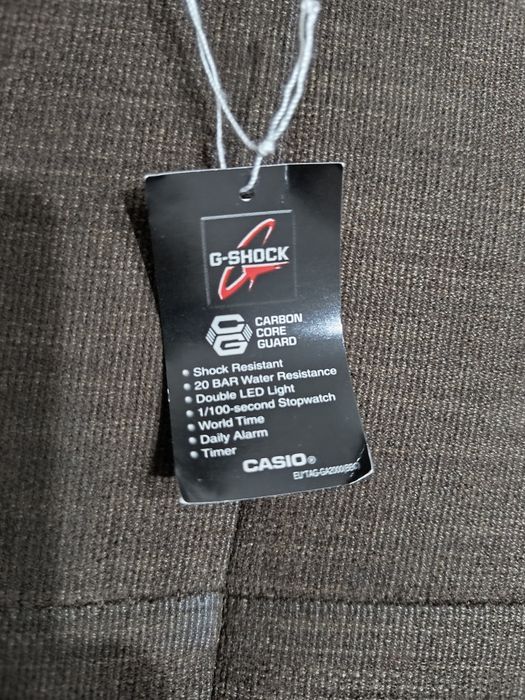 G-SHOCK
CG CARBON
CORE
GUARD
• Shock Resistant
• 20 BAR Water Resistance
• Double LED Light
• 1/100-second Stopwatch
• World Time
• Daily Alarm
• Timer
CASIO®